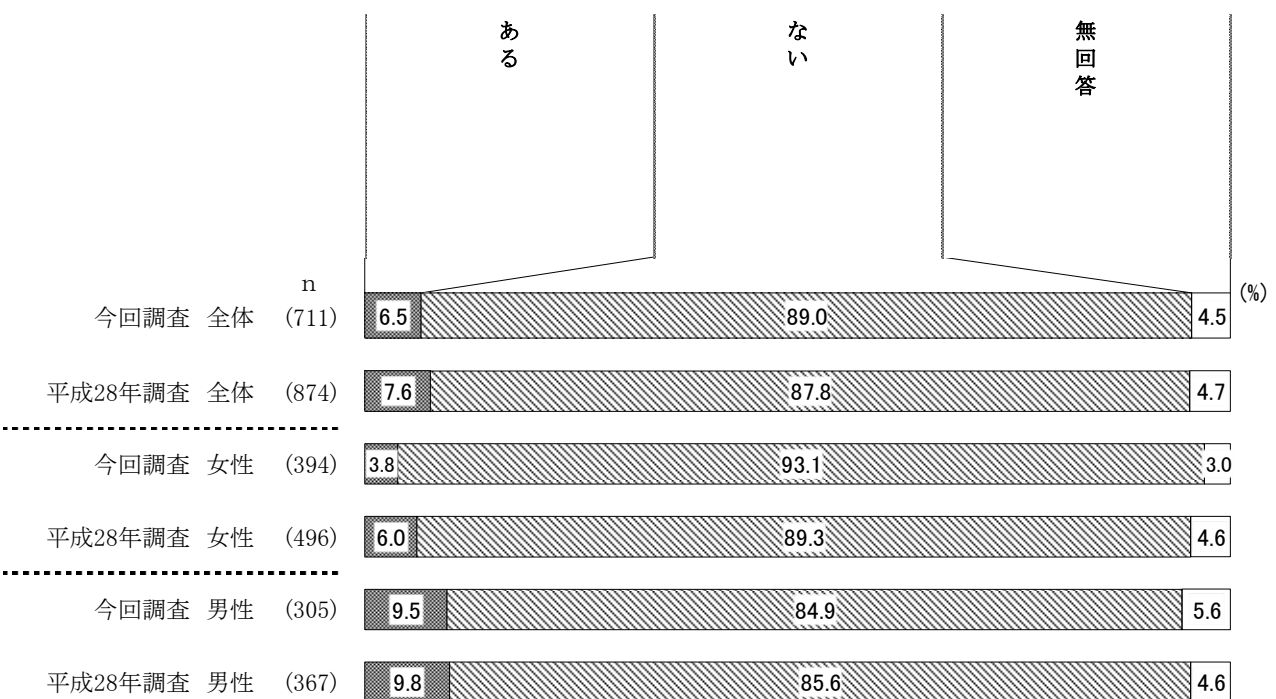 ある
ない
無回答
n
(%)
今回調査 全体 (711) 6.5 89.0 4.5
平成28年調査 全体 (874) 7.6 87.8 4.7
今回調査 女性 (394) 3.8 93.1 3.0
平成28年調査 女性 (496) 6.0 89.3 4.6
今回調査 男性 (305) 9.5 84.9 5.6
平成28年調査 男性 (367) 9.8 85.6 4.6